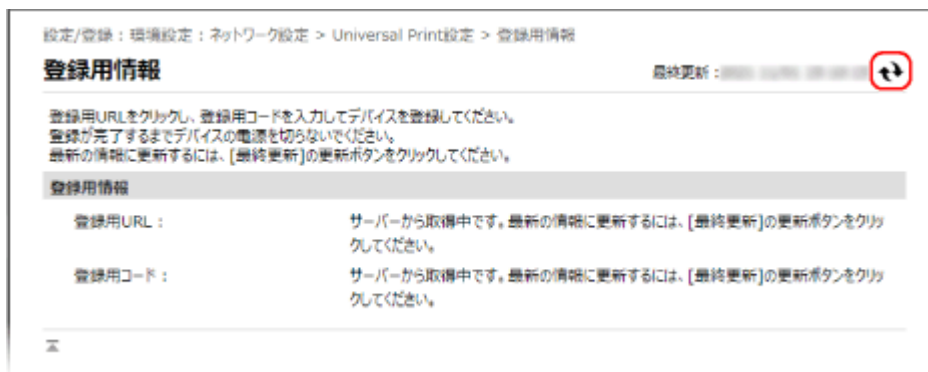 設定/登録：環境設定：ネットワーク設定 > Universal Print設定 > 登録用情報
登録用情報
最終更新：
登録用URLをクリックし、登録用コードを入力してデバイスを登録してください。
登録が完了するまでデバイスの電源を切らないでください。
最新の情報に更新するには、[最終更新]の更新ボタンをクリックしてください。
登録用情報
登録用URL：
サーバーから取得中です。最新の情報に更新するには、[最終更新]の更新ボタンをクリッ
クしてください。
登録用コード：
サーバーから取得中です。最新の情報に更新するには、[最終更新]の更新ボタンをクリッ
クしてください。